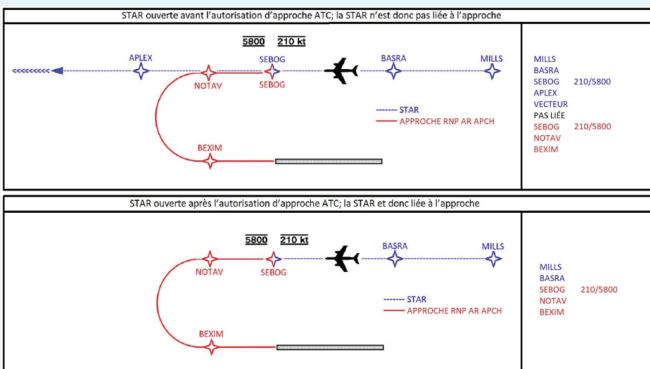 STAR ouverte avant l’autorisation d’approche ATC; la STAR n’est donc pas liée à l’approche
5800 210 kt
APLEX SEBOG BASRA MILLS
NOTAV SEBOG
STAR
APPROCHE RNP AR APCH
BEXIM
MILLS
BASRA
SEBOG 210/5800
APLEX
VECTEUR
PAS LIÉE
SEBOG 210/5800
NOTAV
BEXIM
STAR ouverte après l’autorisation d’approche ATC; la STAR et donc liée à l’approche
5800 210 kt
BASRA MILLS
NOTAV SEBOG
STAR
APPROCHE RNP AR APCH
BEXIM
MILLS
BASRA
SEBOG 210/5800
NOTAV
BEXIM